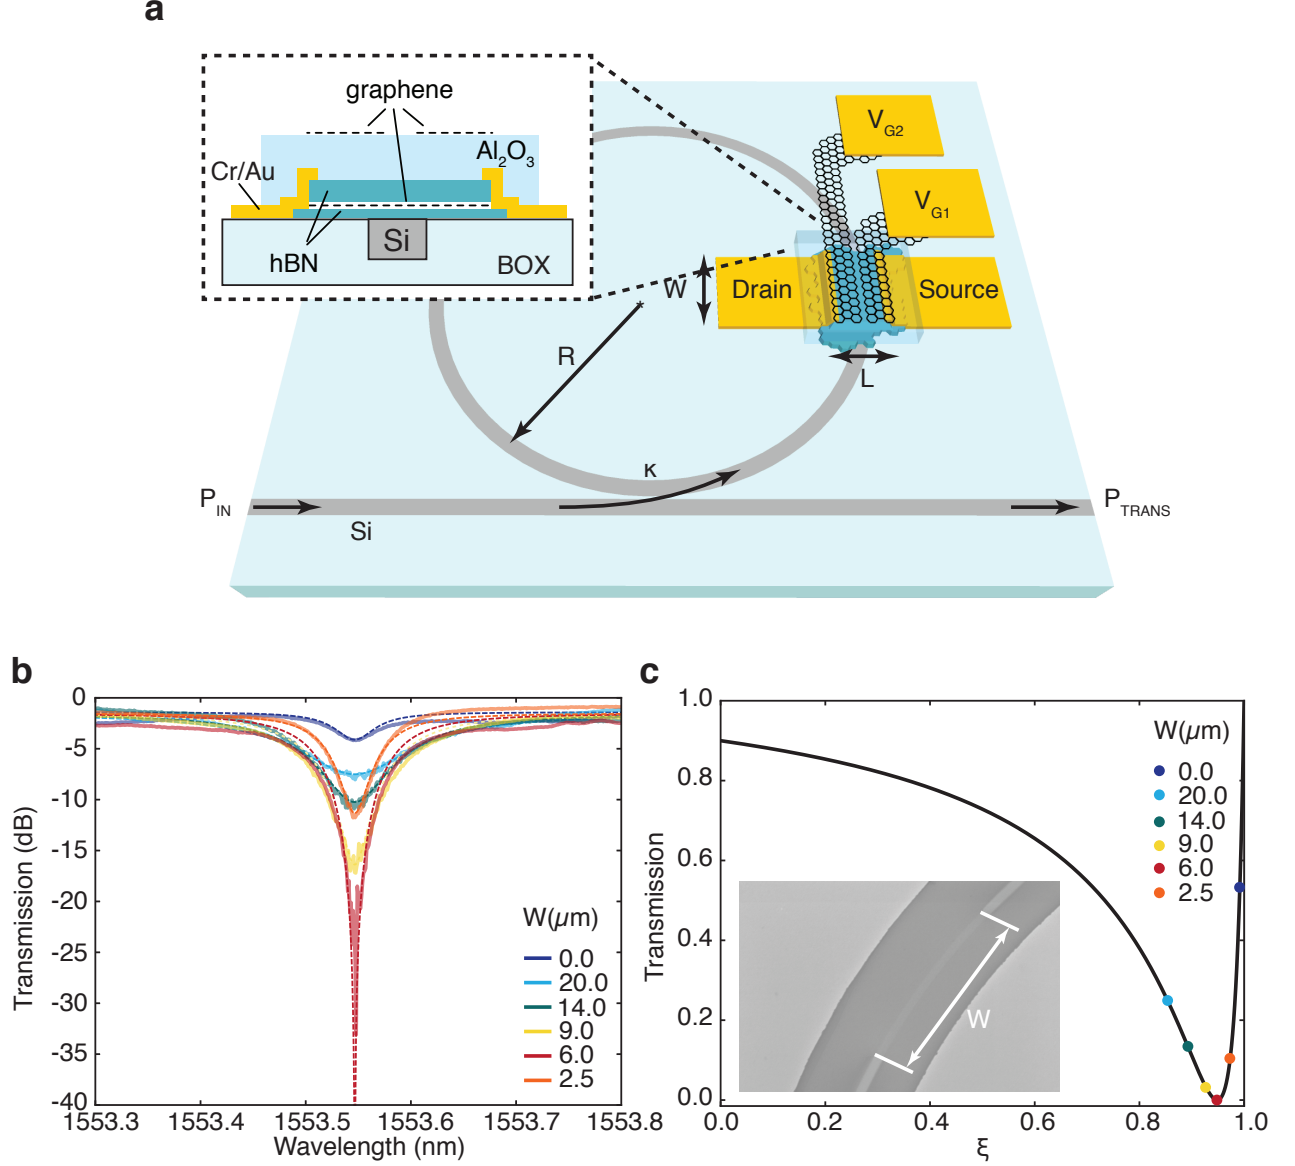 a
graphene
Al2O3
Cr/Au
Si
hBN
BOX
VG2
VG1
W
Drain
Source
R
L
κ
PIN
PTRANS
Si
b
0
-5
-10
-15
-20
-25
-30
-35
-40
Transmission (dB)
W(µm)
0.0
20.0
14.0
9.0
6.0
2.5
1553.3 1553.4 1553.5 1553.6 1553.7 1553.8
Wavelength (nm)
c
1.0
0.8
0.6
0.4
0.2
0.0
Transmission
W(µm)
0.0
20.0
14.0
9.0
6.0
2.5
W
0.0 0.2 0.4 0.6 0.8 1.0
ξ